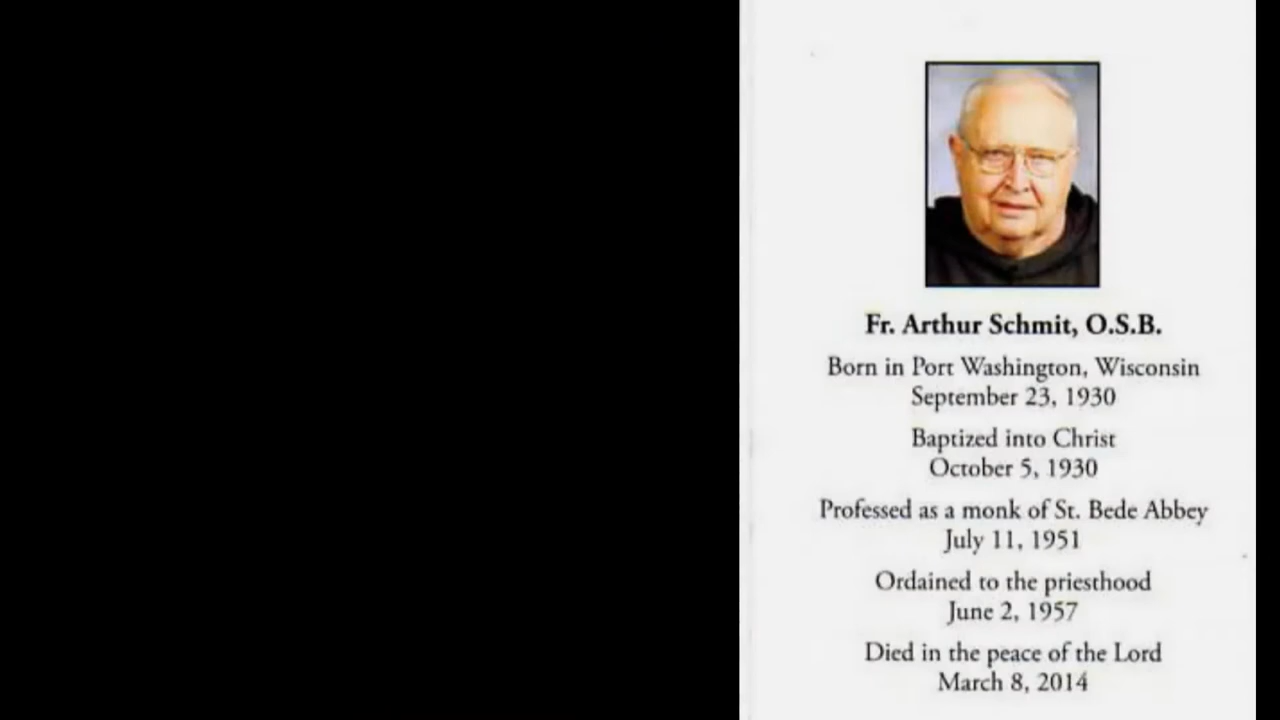 Fr. Arthur Schmit, O.S.B.
Born in Port Washington, Wisconsin
September 23, 1930
Baptized into Christ
October 5, 1930
Professed as a monk of St. Bede Abbey
July 11, 1951
Ordained to the priesthood
June 2, 1957
Died in the peace of the Lord
March 8, 2014